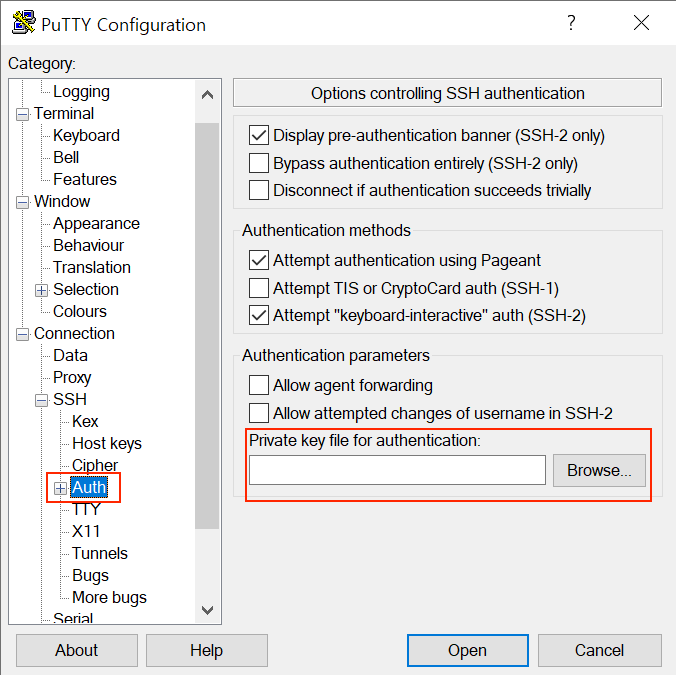 PuTTY Configuration
?
Category:
Logging
Terminal
Keyboard
Bell
Features
Window
Appearance
Behaviour
Translation
Selection
Colours
Connection
Data
Proxy
SSH
Kex
Host keys
Cipher
Auth
TTY
X11
Tunnels
Bugs
More bugs
Serial
Options controlling SSH authentication
Display pre-authentication banner (SSH-2 only)
Bypass authentication entirely (SSH-2 only)
Disconnect if authentication succeeds trivially
Authentication methods
Attempt authentication using Pageant
Attempt TIS or CryptoCard auth (SSH-1)
Attempt "keyboard-interactive" auth (SSH-2)
Authentication parameters
Allow agent forwarding
Allow attempted changes of username in SSH-2
Private key file for authentication:
Browse...
About
Help
Open
Cancel